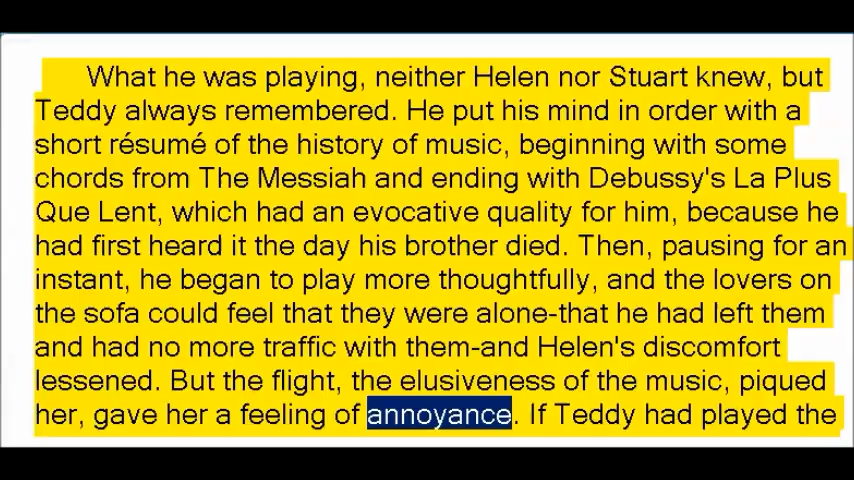 What he was playing, neither Helen nor Stuart knew, but
Teddy always remembered. He put his mind in order with a
short résumé of the history of music, beginning with some
chords from The Messiah and ending with Debussy's La Plus
Que Lent, which had an evocative quality for him, because he
had first heard it the day his brother died. Then, pausing for an
instant, he began to play more thoughtfully, and the lovers on
the sofa could feel that they were alone-that he had left them
and had no more traffic with them-and Helen's discomfort
lessened. But the flight, the elusiveness of the music, piqued
her, gave her a feeling of annoyance. If Teddy had played the